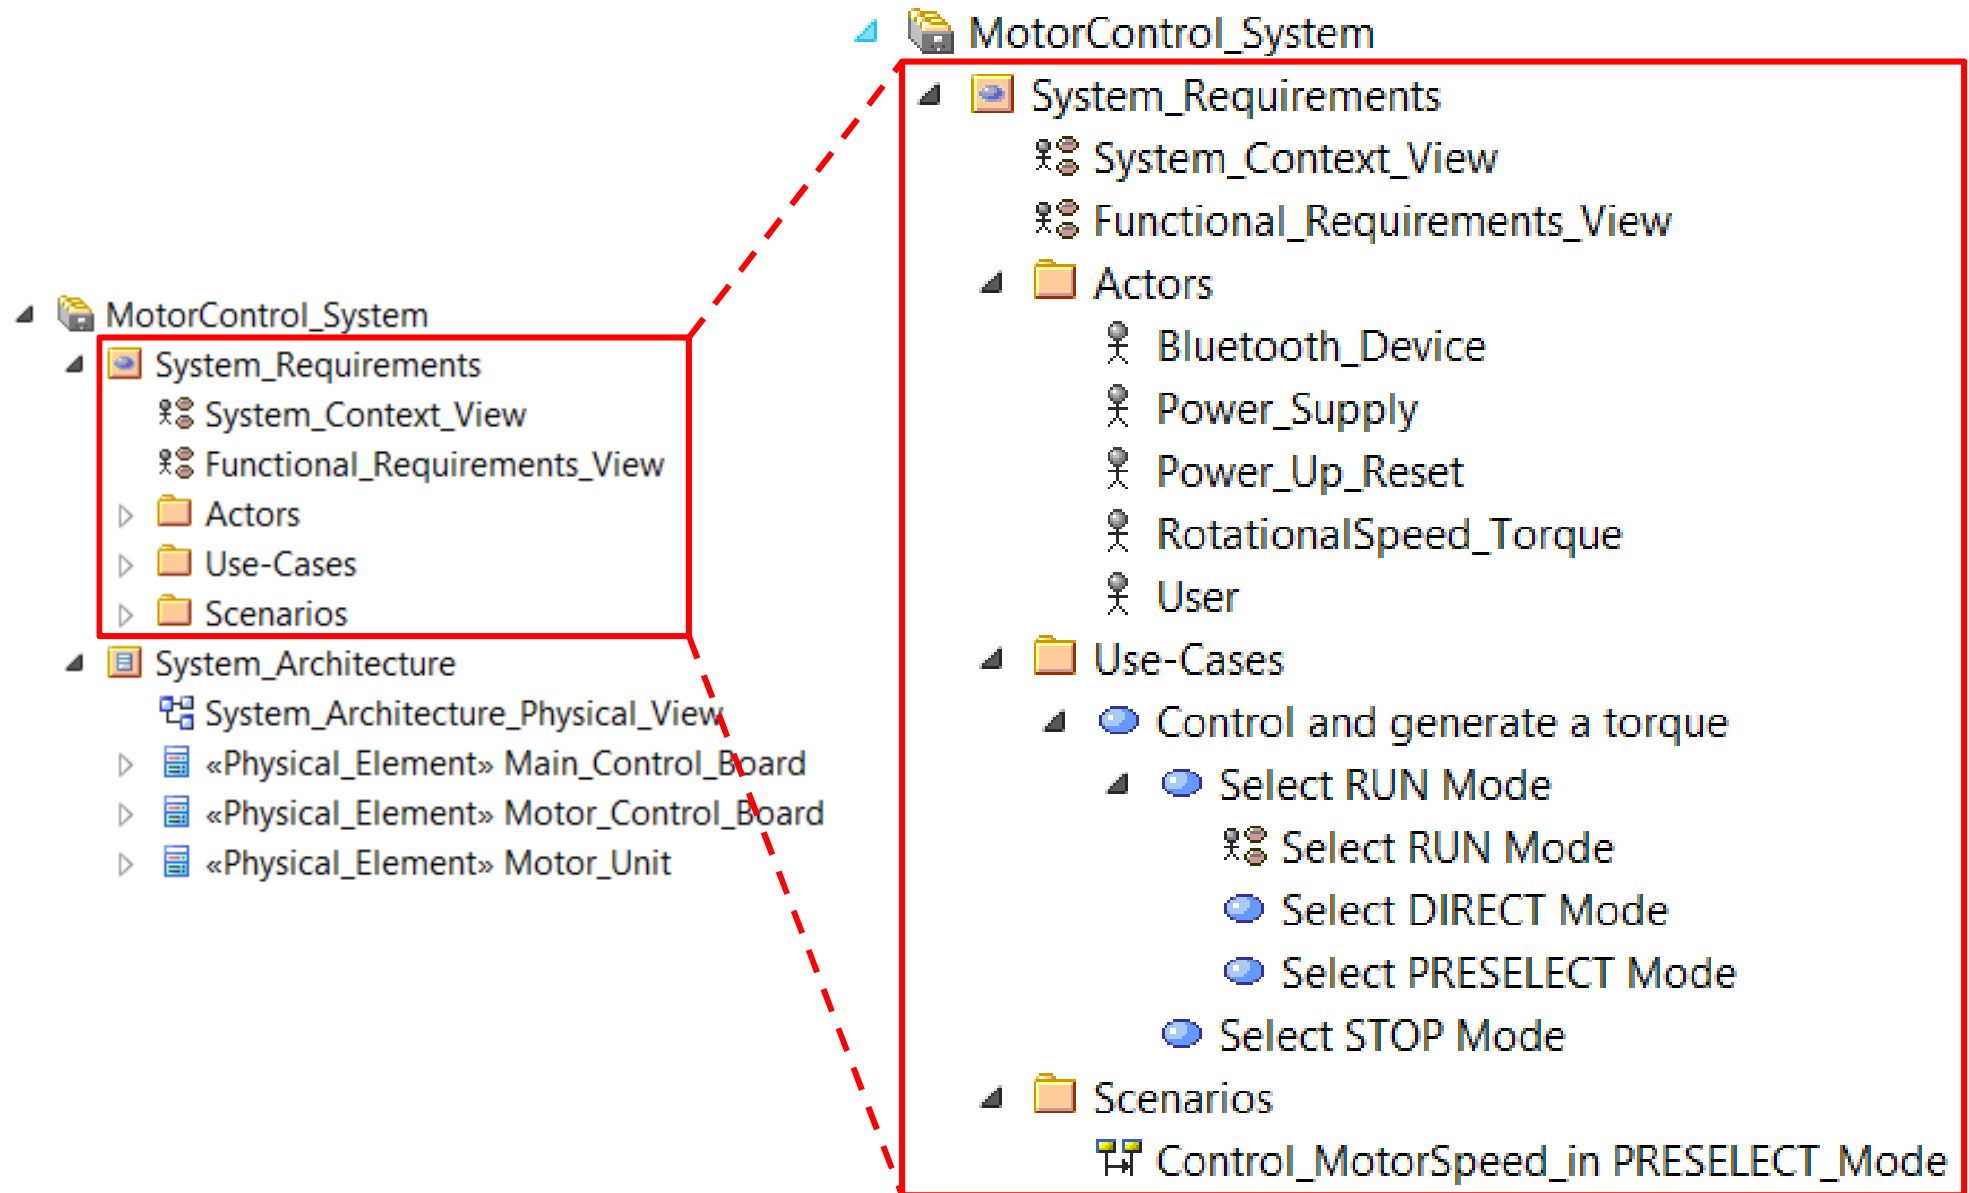 MotorControl_System
System_Requirements
System_Context_View
Functional_Requirements_View
Actors
Use-Cases
Scenarios
System_Architecture
System_Architecture_Physical_View
«Physical_Element» Main_Control_Board
«Physical_Element» Motor_Control_Board
«Physical_Element» Motor_Unit
MotorControl_System
System_Requirements
System_Context_View
Functional_Requirements_View
Actors
Bluetooth_Device
Power_Supply
Power_Up_Reset
RotationalSpeed_Torque
User
Use-Cases
Control and generate a torque
Select RUN Mode
Select RUN Mode
Select DIRECT Mode
Select PRESELECT Mode
Select STOP Mode
Scenarios
Control_MotorSpeed_in PRESELECT_Mode